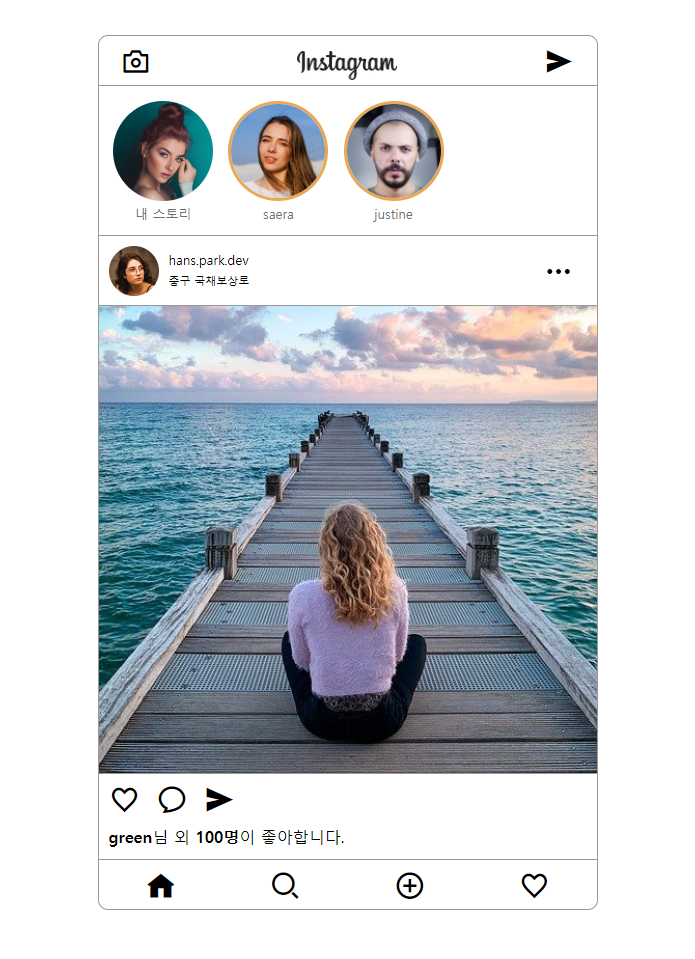 Instagram
내 스토리
saera
justine
hans.park.dev
중구 국채보상로
green님 외 100명이 좋아합니다.